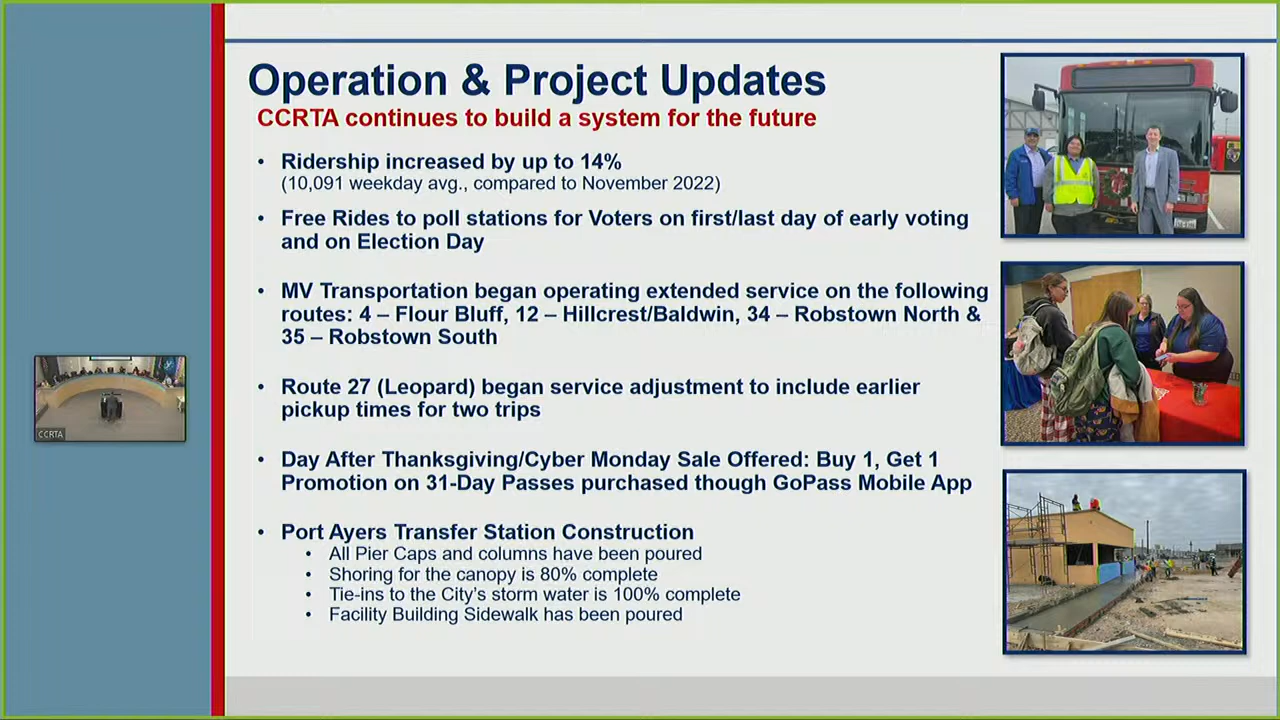 Operation & Project Updates
CCRTA continues to build a system for the future
• Ridership increased by up to 14%
(10,091 weekday avg., compared to November 2022)
• Free Rides to poll stations for Voters on first/last day of early voting
and on Election Day
• MV Transportation began operating extended service on the following
routes: 4 – Flour Bluff, 12 – Hillcrest/Baldwin, 34 – Robstown North &
35 – Robstown South
• Route 27 (Leopard) began service adjustment to include earlier
pickup times for two trips
• Day After Thanksgiving/Cyber Monday Sale Offered: Buy 1, Get 1
Promotion on 31-Day Passes purchased though GoPass Mobile App
• Port Ayers Transfer Station Construction
• All Pier Caps and columns have been poured
• Shoring for the canopy is 80% complete
• Tie-ins to the City's storm water is 100% complete
• Facility Building Sidewalk has been poured
CCRTA